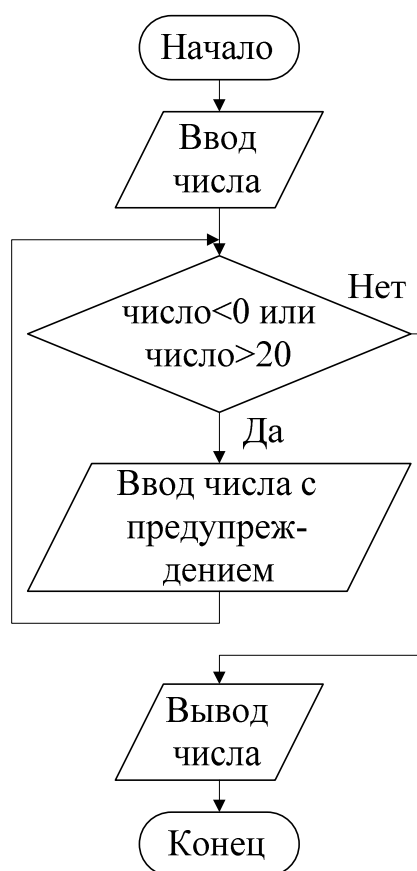 Начало
Ввод
числа
Нет
число<0 или
число>20
Да
Ввод числа с
предупреж-
дением
Вывод
числа
Конец